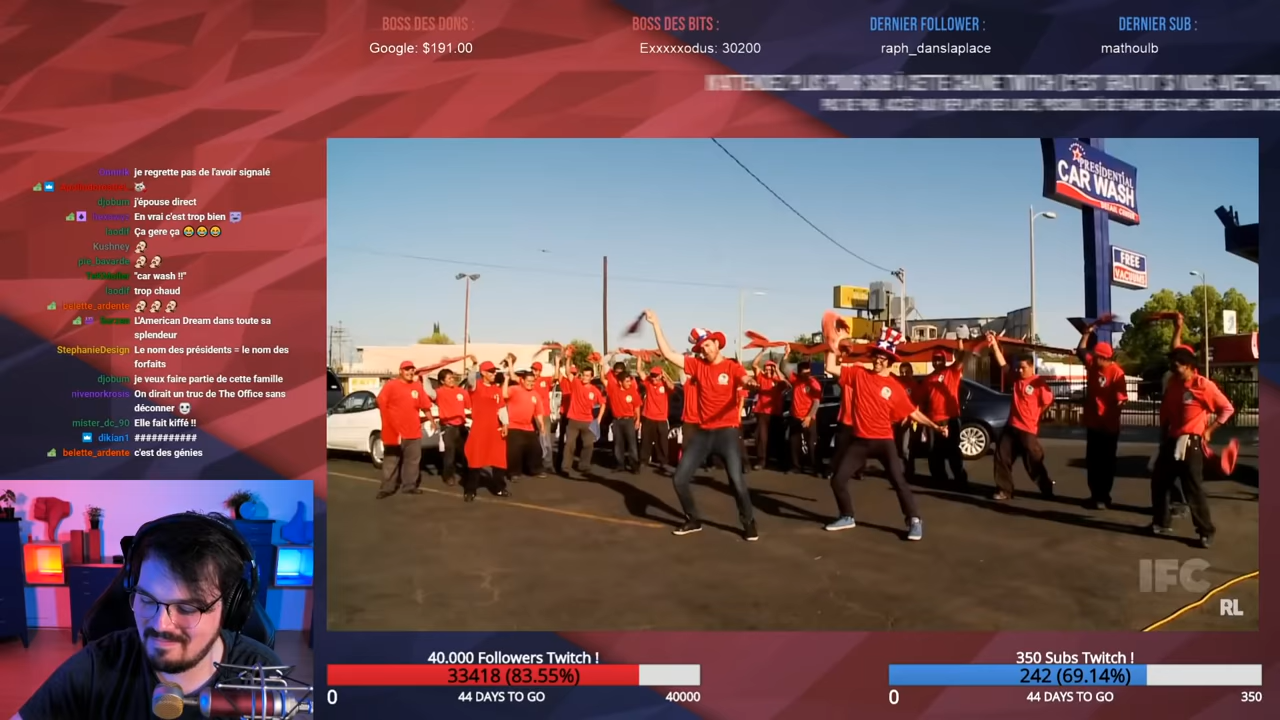 BOSS DES DONS :
BOSS DES BITS :
DERNIER FOLLOWER :
DERNIER SUB :
Google: $191.00
Exxxxxodus: 30200
raph_danslaplace
mathoulb
je regrette pas de l'avoir signalé
djobum j'épouse direct
En vrai c'est trop bien
Ça gere ça
Kushney
pie_bavarde
"car wash !!"
trop chaud
belette_ardente
L'American Dream dans toute sa
splendeur
StephanieDesign Le nom des présidents = le nom des
forfaits
djobum je veux faire partie de cette famille
nivenorkrosis On dirait un truc de The Office sans
déconner
mister_dc_90 Elle fait kiffé !!
dikian1 ###########
belette_ardente c'est des génies
PRESIDENTIAL
CAR WASH
FREE
VACUUMS
IFC
RL
40.000 Followers Twitch !
33418 (83.55%)
0
44 DAYS TO GO
40000
350 Subs Twitch !
242 (69.14%)
0
44 DAYS TO GO
350